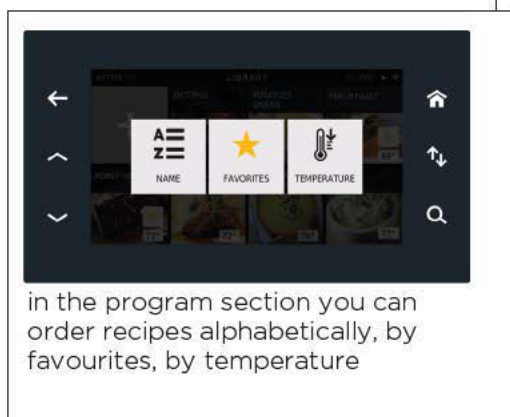 LIBRARY
A
Z
NAME
FAVORITES
TEMPERATURE
in the program section you can
order recipes alphabetically, by
favourites, by temperature